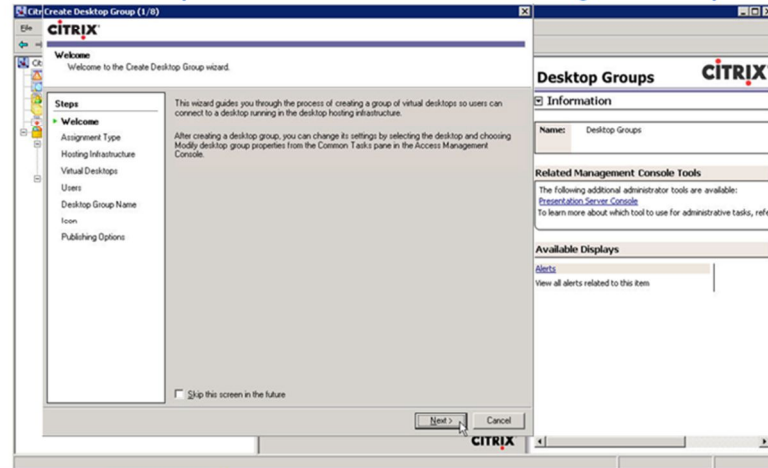 Create Desktop Group (1/8)
CITRIX
Welcome
Welcome to the Create Desktop Group wizard.
Steps
Welcome
Assignment Type
Hosting Infrastructure
Virtual Desktops
Users
Desktop Group Name
Icon
Publishing Options
This wizard guides you through the process of creating a group of virtual desktops so users can
connect to a desktop running in the desktop hosting infrastructure.
After creating a desktop group, you can change its settings by selecting the desktop and choosing
Modify desktop group properties from the Common Tasks pane in the Access Management
Console.
Skip this screen in the future
Next >
Cancel
File
Desktop Groups
CITRIX
Information
Name: Desktop Groups
Related Management Console Tools
The following additional administrator tools are available:
Presentation Server Console
To learn more about which tool to use for administrative tasks, refe
Available Displays
Alerts
View all alerts related to this item
CITRIX